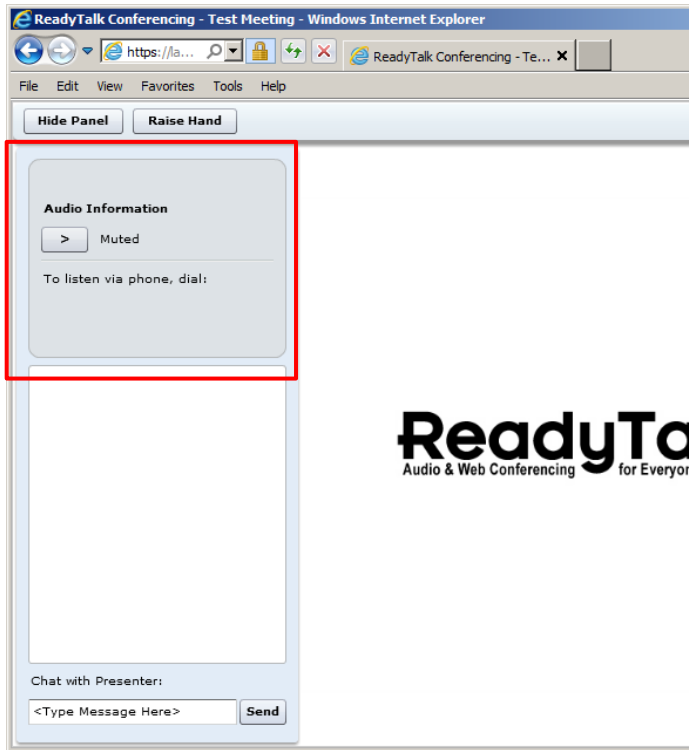 ReadyTalk Conferencing - Test Meeting - Windows Internet Explorer
https://la...
ReadyTalk Conferencing - Te...
File Edit View Favorites Tools Help
Hide Panel Raise Hand
Audio Information
> Muted
To listen via phone, dial:
ReadyTa
Audio & Web Conferencing for Everyon
Chat with Presenter:
<Type Message Here> Send